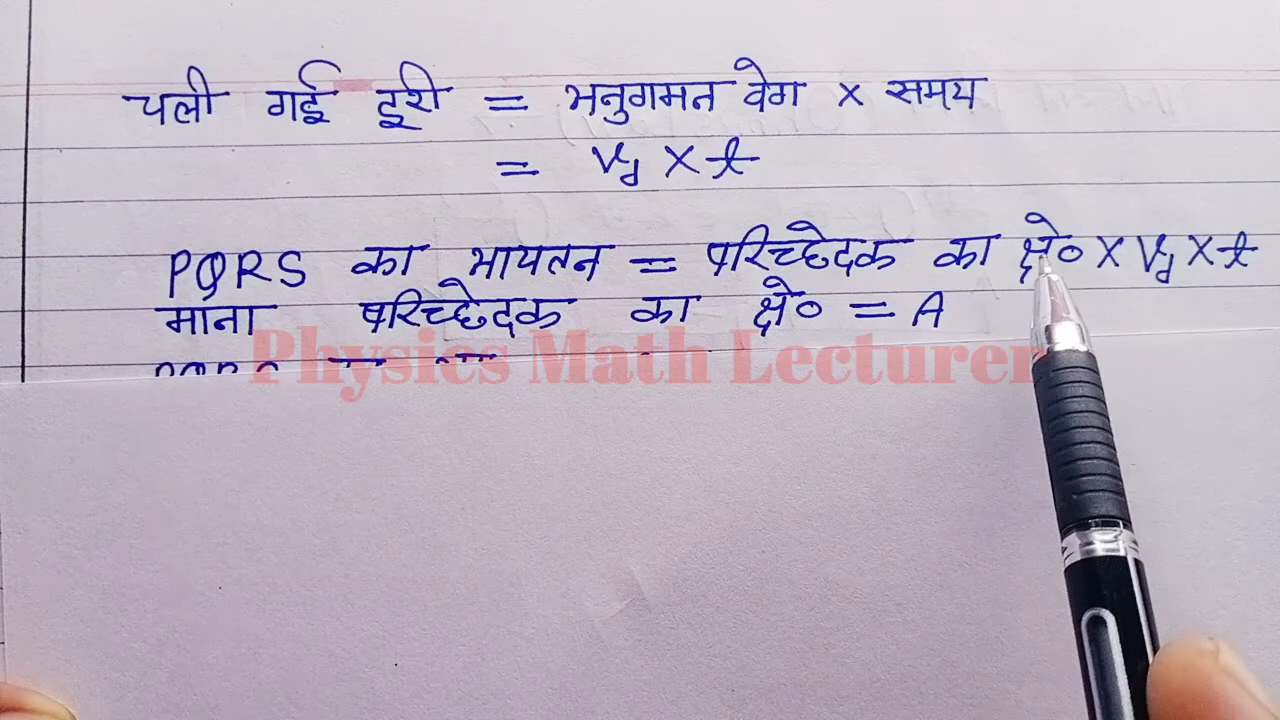 चली गई दूरी = अनुगमन वेग × समय
= Vd × t
PQRS का आयतन = परिच्छेदक का क्षे० × Vd × t
माना परिच्छेदक का क्षे० = A
Physics Math Lecturer